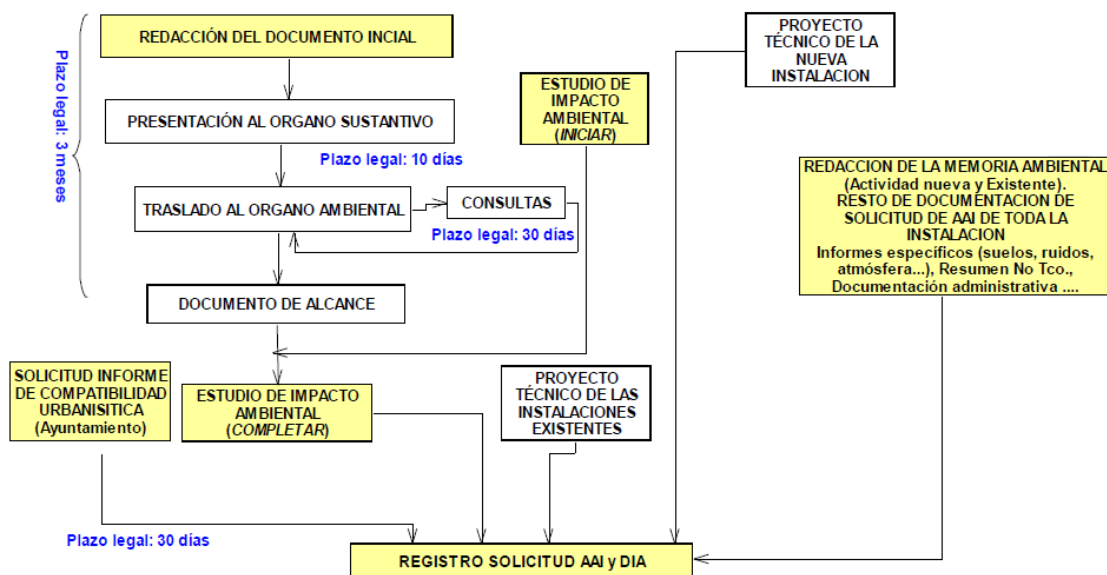 REDACCIÓN DEL DOCUMENTO INCIAL
Plazo legal: 3 meses
PRESENTACIÓN AL ORGANO SUSTANTIVO
Plazo legal: 10 días
TRASLADO AL ORGANO AMBIENTAL
CONSULTAS
Plazo legal: 30 días
DOCUMENTO DE ALCANCE
ESTUDIO DE
IMPACTO
AMBIENTAL
(INICIAR)
PROYECTO
TÉCNICO DE LA
NUEVA
INSTALACION
REDACCION DE LA MEMORIA AMBIENTAL
(Actividad nueva y Existente).
RESTO DE DOCUMENTACION DE
SOLICITUD DE AAI DE TODA LA
INSTALACION
Informes específicos (suelos, ruidos,
atmósfera...), Resumen No Tco.,
Documentación administrativa ....
SOLICITUD INFORME
DE COMPATIBILIDAD
URBANISITICA
(Ayuntamiento)
ESTUDIO DE IMPACTO
AMBIENTAL
(COMPLETAR)
PROYECTO
TÉCNICO DE LAS
INSTALACIONES
EXISTENTES
Plazo legal: 30 días
REGISTRO SOLICITUD AAI y DIA